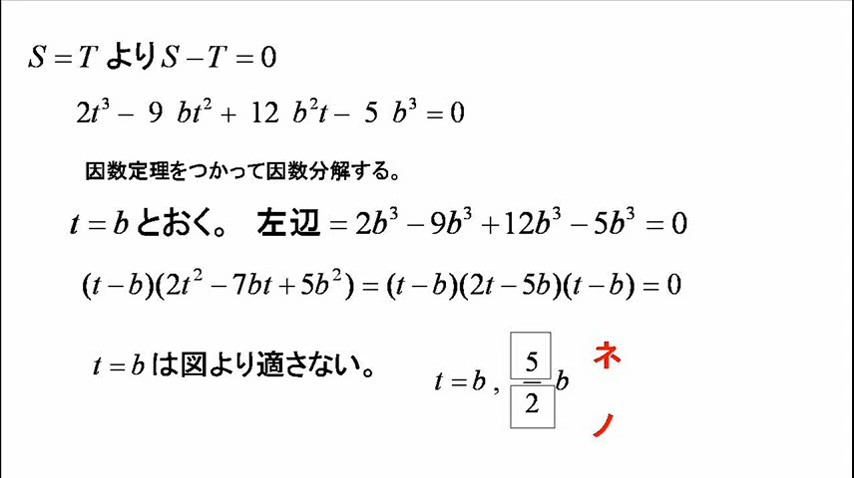 S = T より S − T = 0
2t³ − 9 bt² + 12 b²t − 5 b³ = 0
因数定理をつかって因数分解する。
t = b とおく。 左辺 = 2b³ − 9b³ + 12b³ − 5b³ = 0
(t − b)(2t² − 7bt + 5b²) = (t − b)(2t − 5b)(t − b) = 0
t = b は図より適さない。
t = b , 5/2 b
ネ
ノ